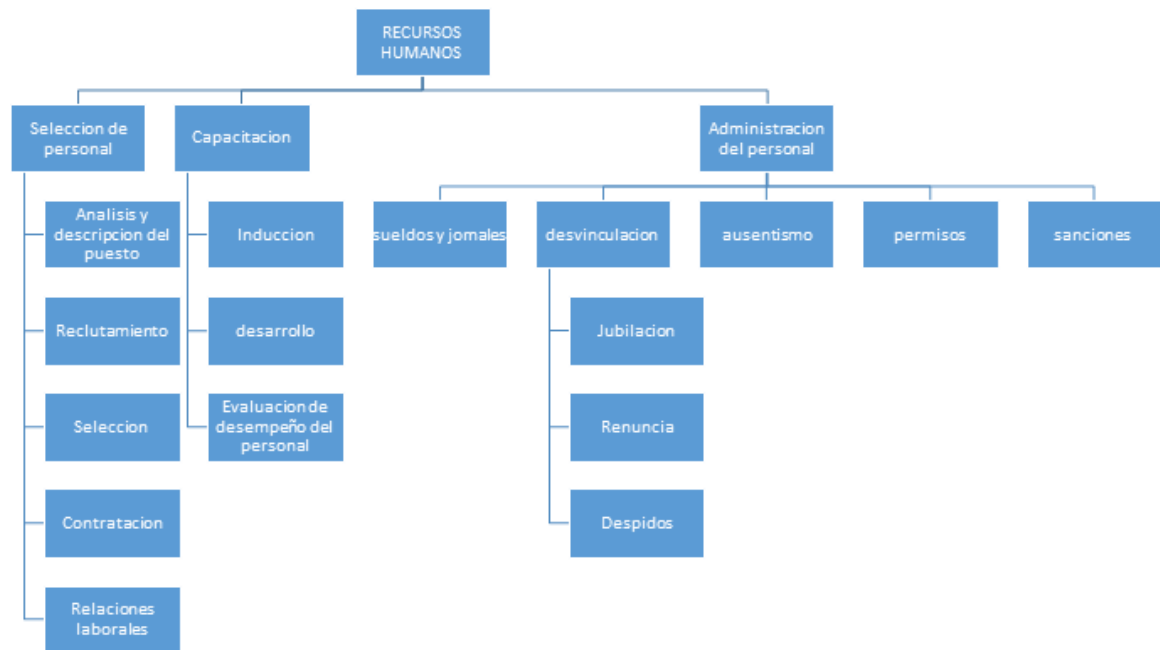 RECURSOS
HUMANOS
Seleccion de
personal
Capacitacion
Administracion
del personal
Analisis y
descripcion del
puesto
Induccion
sueldos y jornales
desvinculacion
ausentismo
permisos
sanciones
Reclutamiento
desarrollo
Jubilacion
Seleccion
Evaluacion de
desempeño del
personal
Renuncia
Contratacion
Despidos
Relaciones
laborales